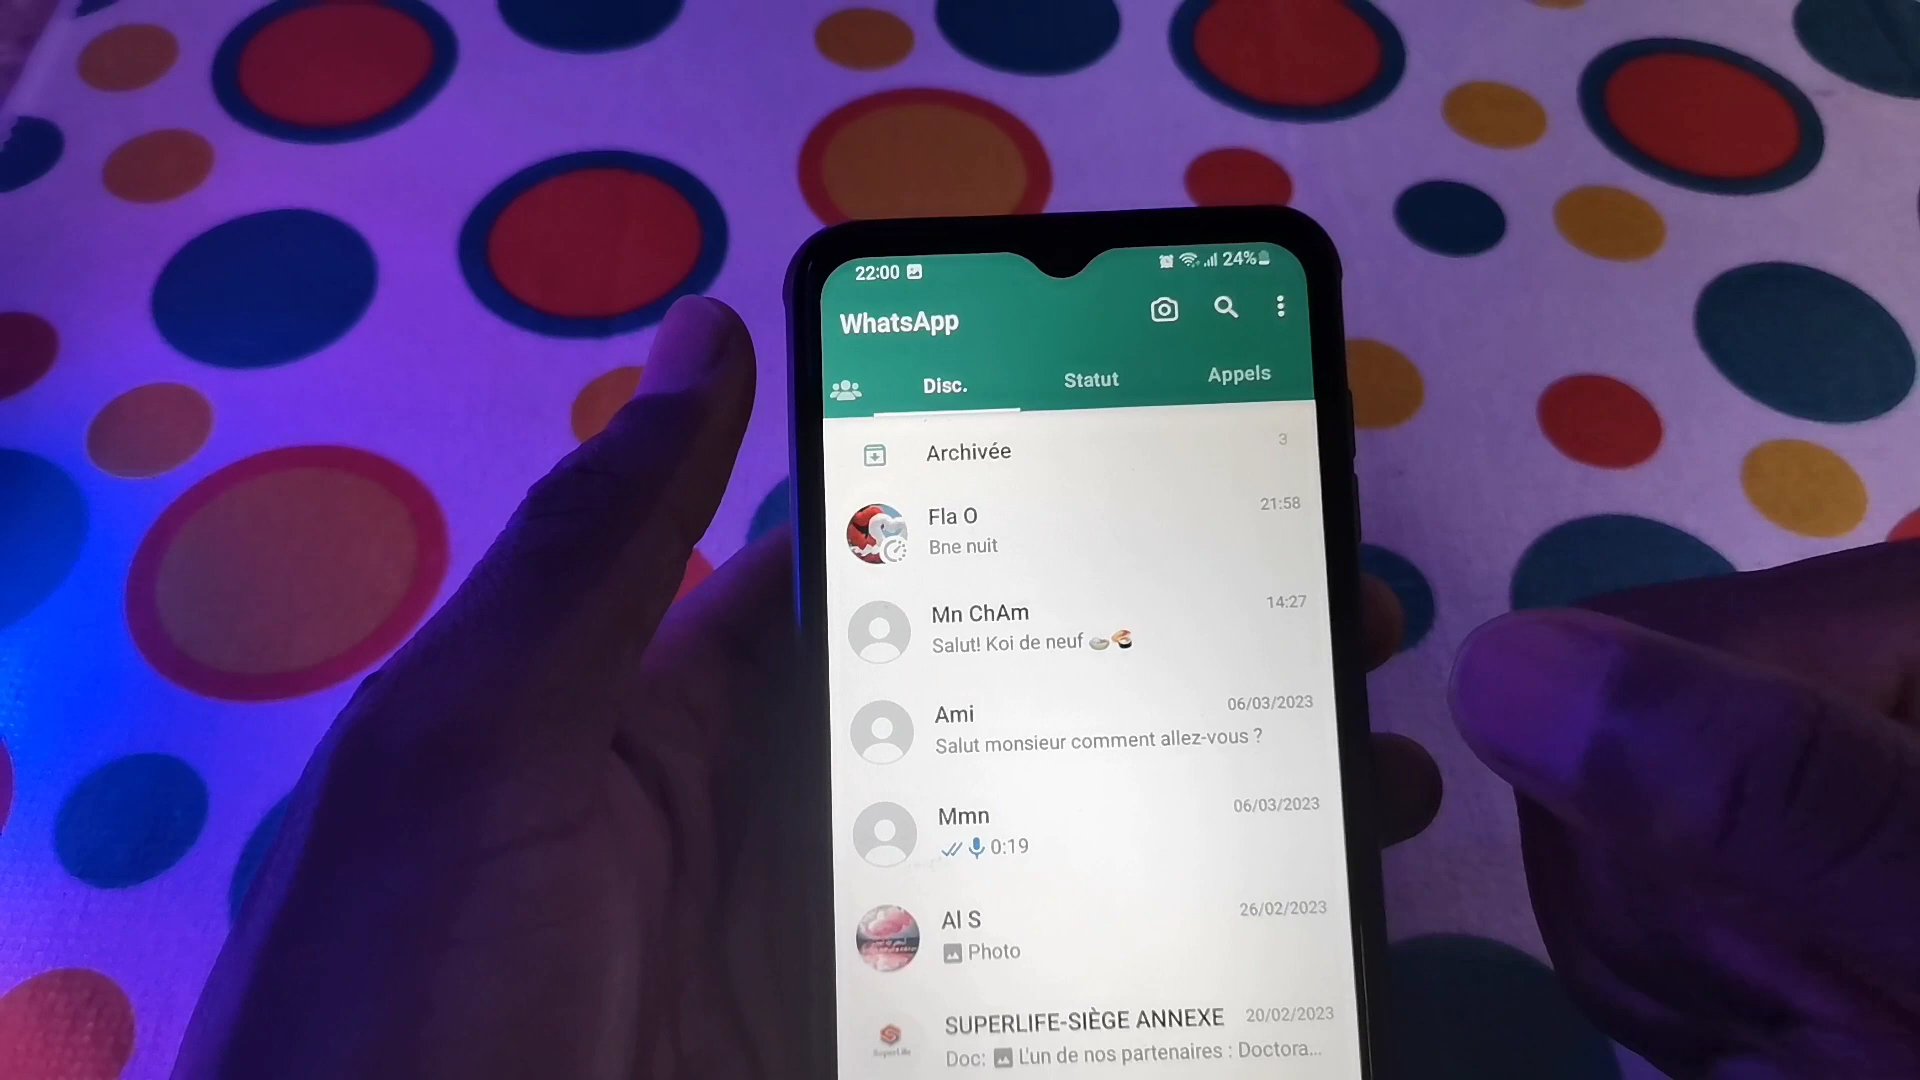 22:00 24%
WhatsApp
Disc. Statut Appels
Archivée 3
Fla O 21:58
Bne nuit
Mn ChAm 14:27
Salut! Koi de neuf
Ami 06/03/2023
Salut monsieur comment allez-vous ?
Mmn 06/03/2023
0:19
Al S 26/02/2023
Photo
SUPERLIFE-SIÈGE ANNEXE 20/02/2023
SuperLife
Doc: L'un de nos partenaires : Doctora...